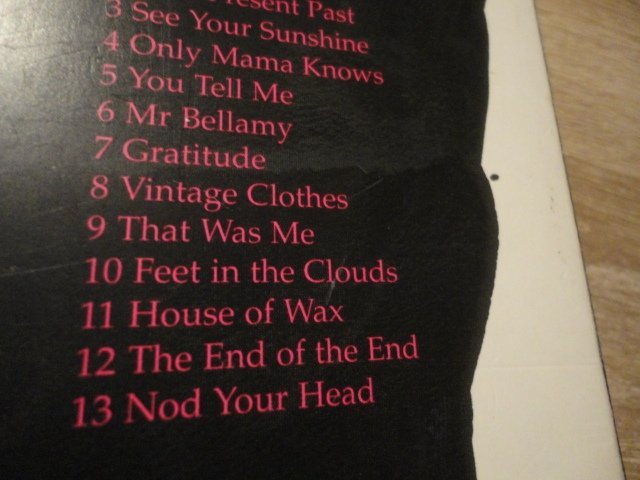 Present Past
3 See Your Sunshine
4 Only Mama Knows
5 You Tell Me
6 Mr Bellamy
7 Gratitude
8 Vintage Clothes
9 That Was Me
10 Feet in the Clouds
11 House of Wax
12 The End of the End
13 Nod Your Head